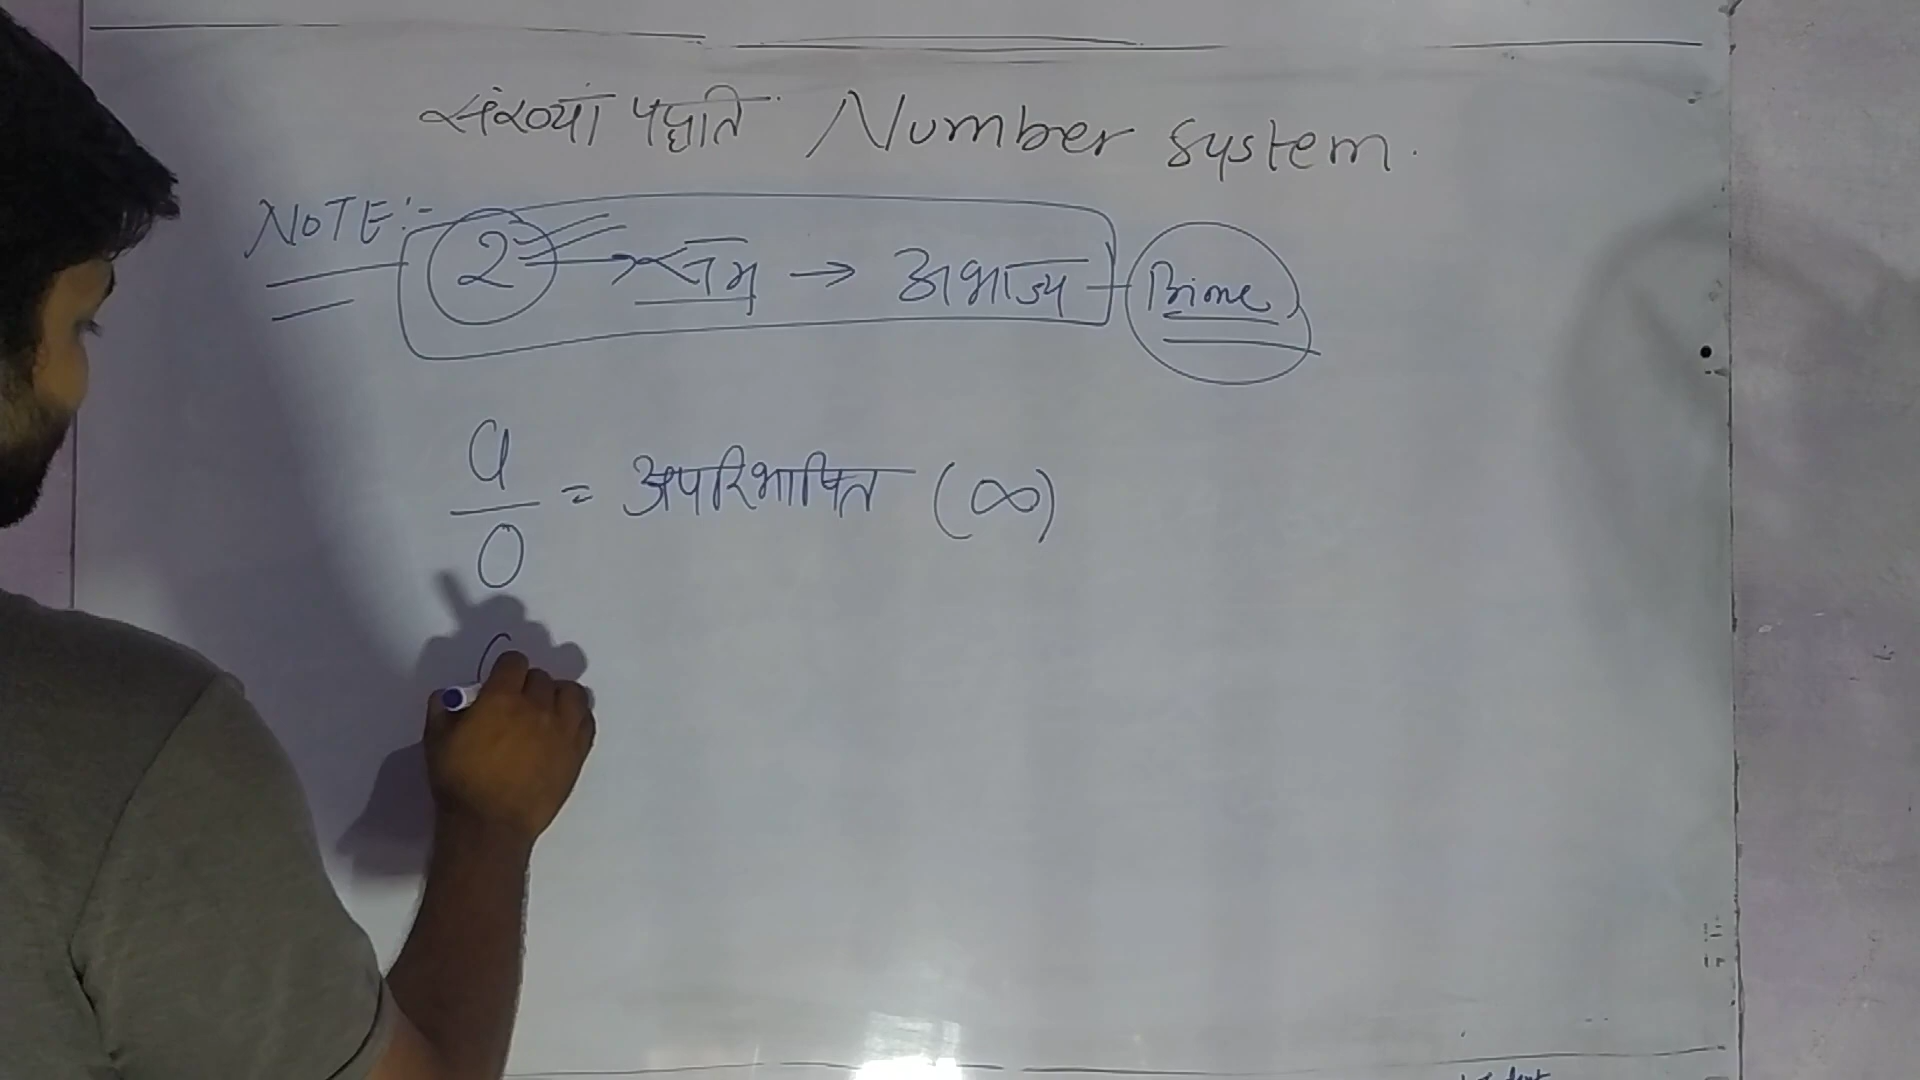 संख्या पद्धति Number System.
NOTE:- 2 → सम → अभाज्य - Prime
a/0 = अपरिभाषित (∞)